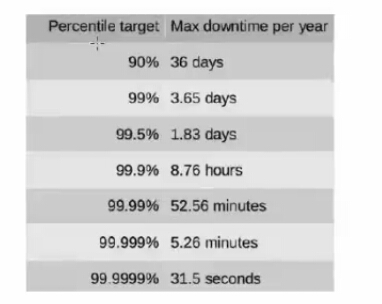 Percentile target Max downtime per year
90% 36 days
99% 3.65 days
99.5% 1.83 days
99.9% 8.76 hours
99.99% 52.56 minutes
99.999% 5.26 minutes
99.9999% 31.5 seconds